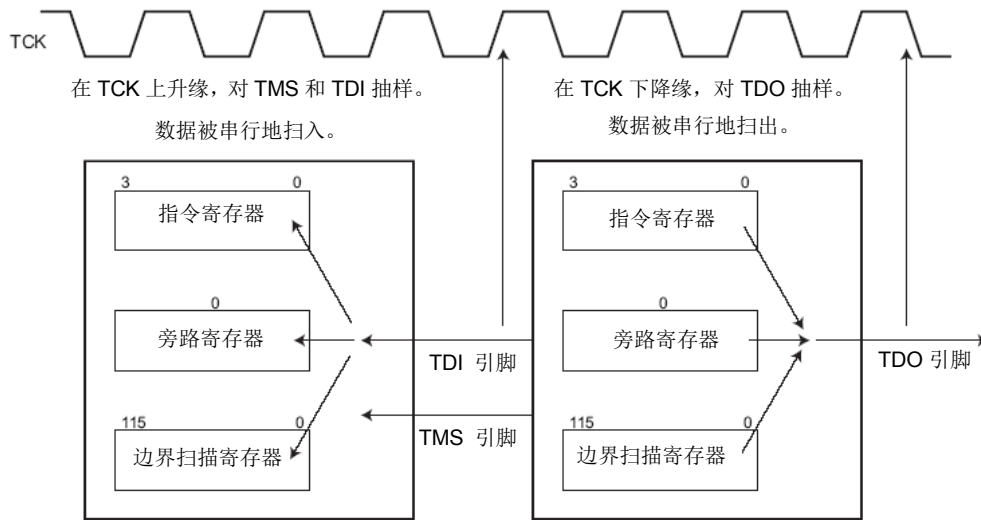 TCK
在 TCK 上升缘，对 TMS 和 TDI 抽样。
数据被串行地扫入。
在 TCK 下降缘，对 TDO 抽样。
数据被串行地扫出。
3 0
指令寄存器
0
旁路寄存器
115 0
边界扫描寄存器
TDI 引脚
TMS 引脚
3 0
指令寄存器
0
旁路寄存器
115 0
边界扫描寄存器
TDO 引脚